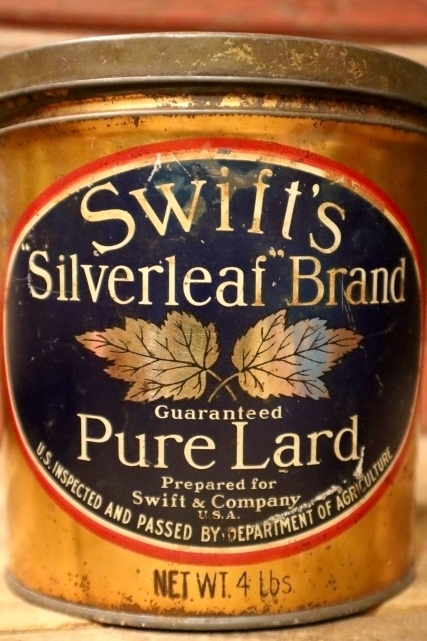 Swift's
"Silverleaf" Brand
Guaranteed
Pure Lard
Prepared for
Swift & Company
U.S.A.
U.S. INSPECTED AND PASSED BY DEPARTMENT OF AGRICULTURE
NET WT. 4 Lbs.